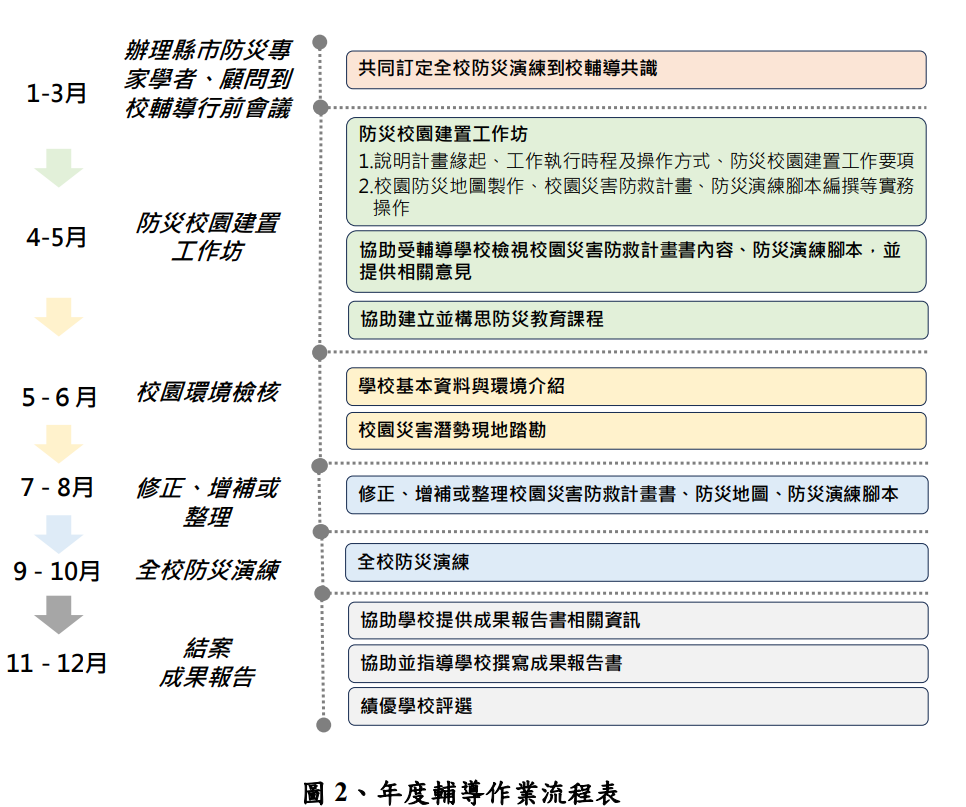 辦理縣市防災專
家學者、顧問到
校輔導行前會議
1-3月
共同訂定全校防災演練到校輔導共識
4-5月
防災校園建置
工作坊
防災校園建置工作坊
1.說明計畫緣起、工作執行時程及操作方式、防災校園建置工作要項
2.校園防災地圖製作、校園災害防救計畫、防災演練腳本編撰等實務
操作
協助受輔導學校檢視校園災害防救計畫書內容、防災演練腳本，並
提供相關意見
協助建立並構思防災教育課程
5 - 6 月
校園環境檢核
學校基本資料與環境介紹
校園災害潛勢現地踏勘
7 - 8月
修正、增補或
整理
修正、增補或整理校園災害防救計畫書、防災地圖、防災演練腳本
9 - 10月
全校防災演練
全校防災演練
11 - 12月
結案
成果報告
協助學校提供成果報告書相關資訊
協助並指導學校撰寫成果報告書
績優學校評選
圖 2、年度輔導作業流程表